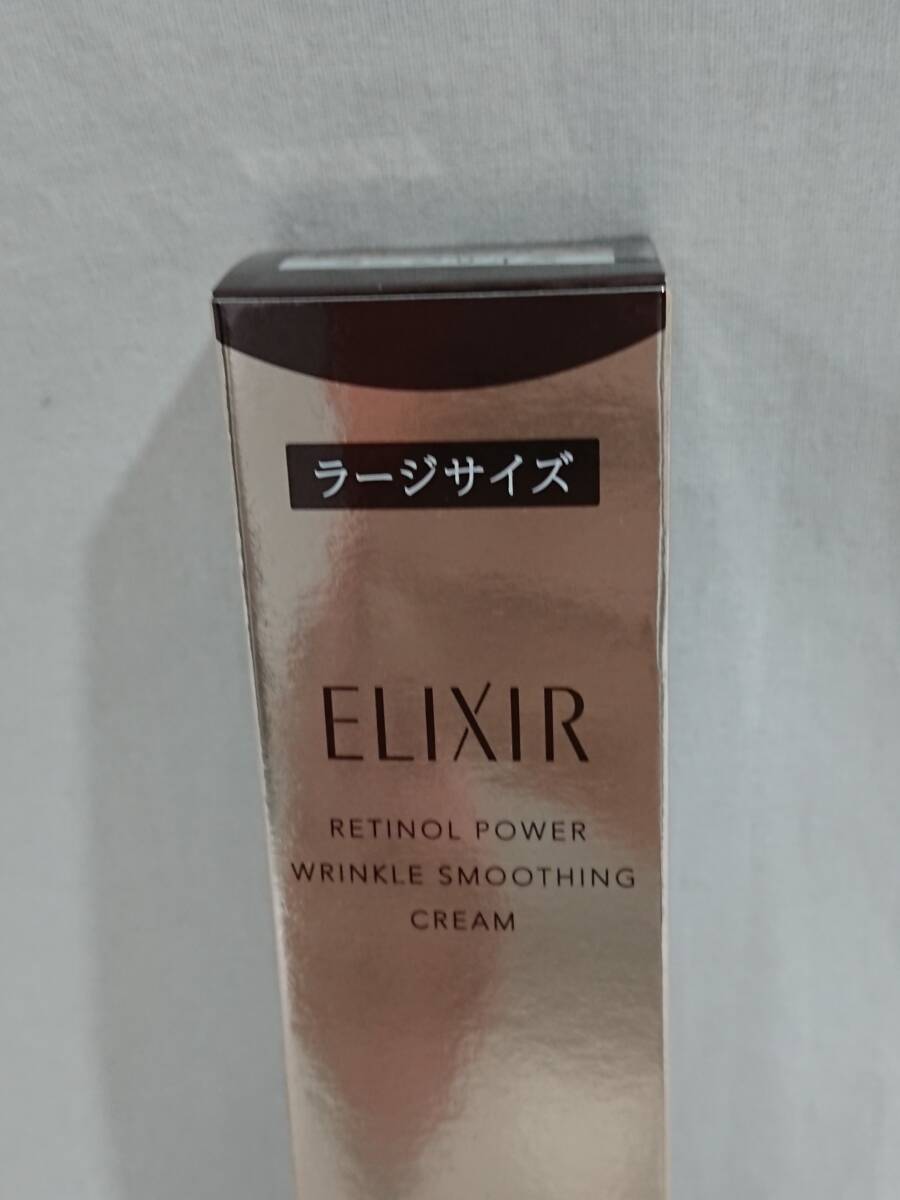 ラージサイズ
ELIXIR
RETINOL POWER
WRINKLE SMOOTHING
CREAM